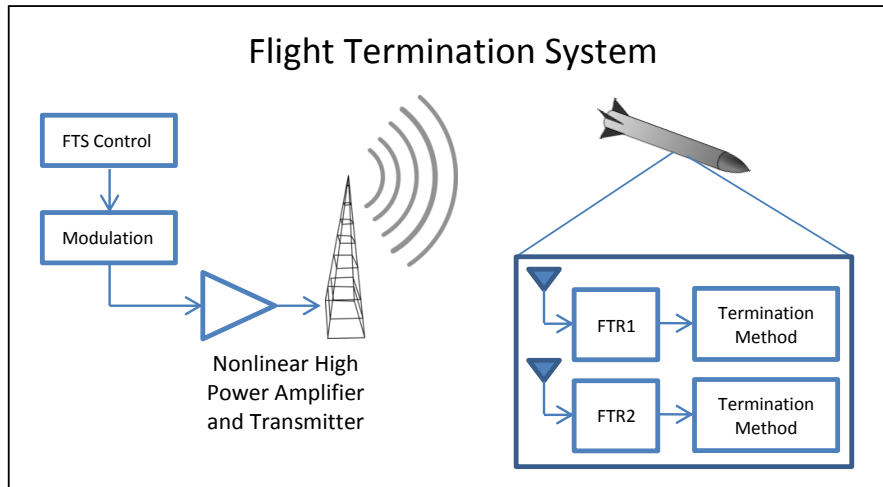 Flight Termination System
FTS Control
Modulation
Nonlinear High
Power Amplifier
and Transmitter
FTR1
Termination
Method
FTR2
Termination
Method